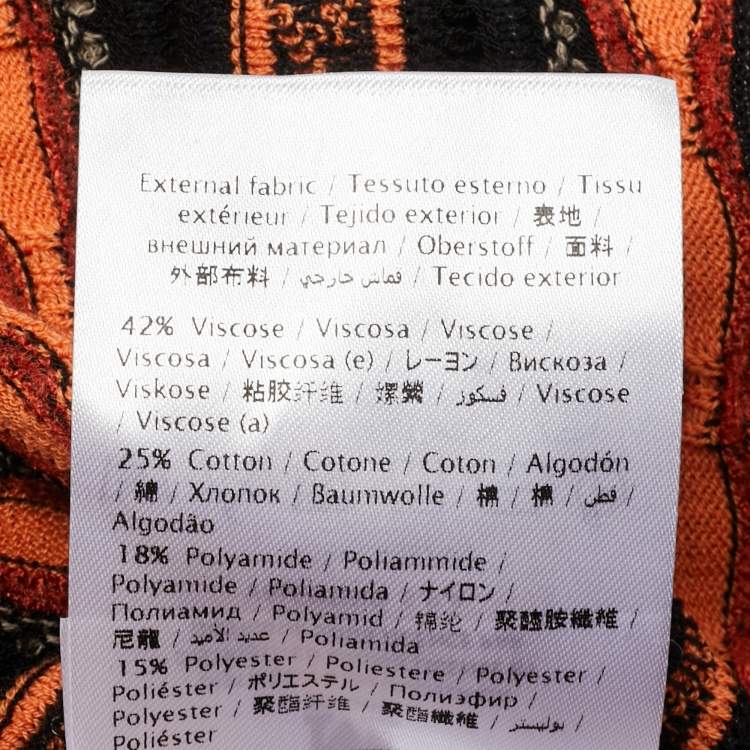 External fabric / Tessuto esterno / Tissu
extérieur / Tejido exterior / 表地 /
внешний материал / Oberstoff / 面料 /
外部布料 / قماش خارجي / Tecido exterior
42% Viscose / Viscosa / Viscose /
Viscosa / Viscosa (e) / レーヨン / Вискоза /
Viskose / 粘胶纤维 / 嫘縈 / فسكوز / Viscose
/ Viscose (a)
25% Cotton / Cotone / Coton / Algodón
/ 綿 / Хлопок / Baumwolle / 棉 / 棉 / قطن /
Algodão
18% Polyamide / Poliammide /
Polyamide / Poliamida / ナイロン /
Полиамид / Polyamid / 锦纶 / 聚醯胺纖維 /
尼龍 / عديد الأميد / Poliamida
15% Polyester / Poliestere / Polyester /
Poliéster / ポリエステル / Полиэфир /
Polyester / 聚酯纤维 / 聚酯纖維 / بوليستر /
Poliéster